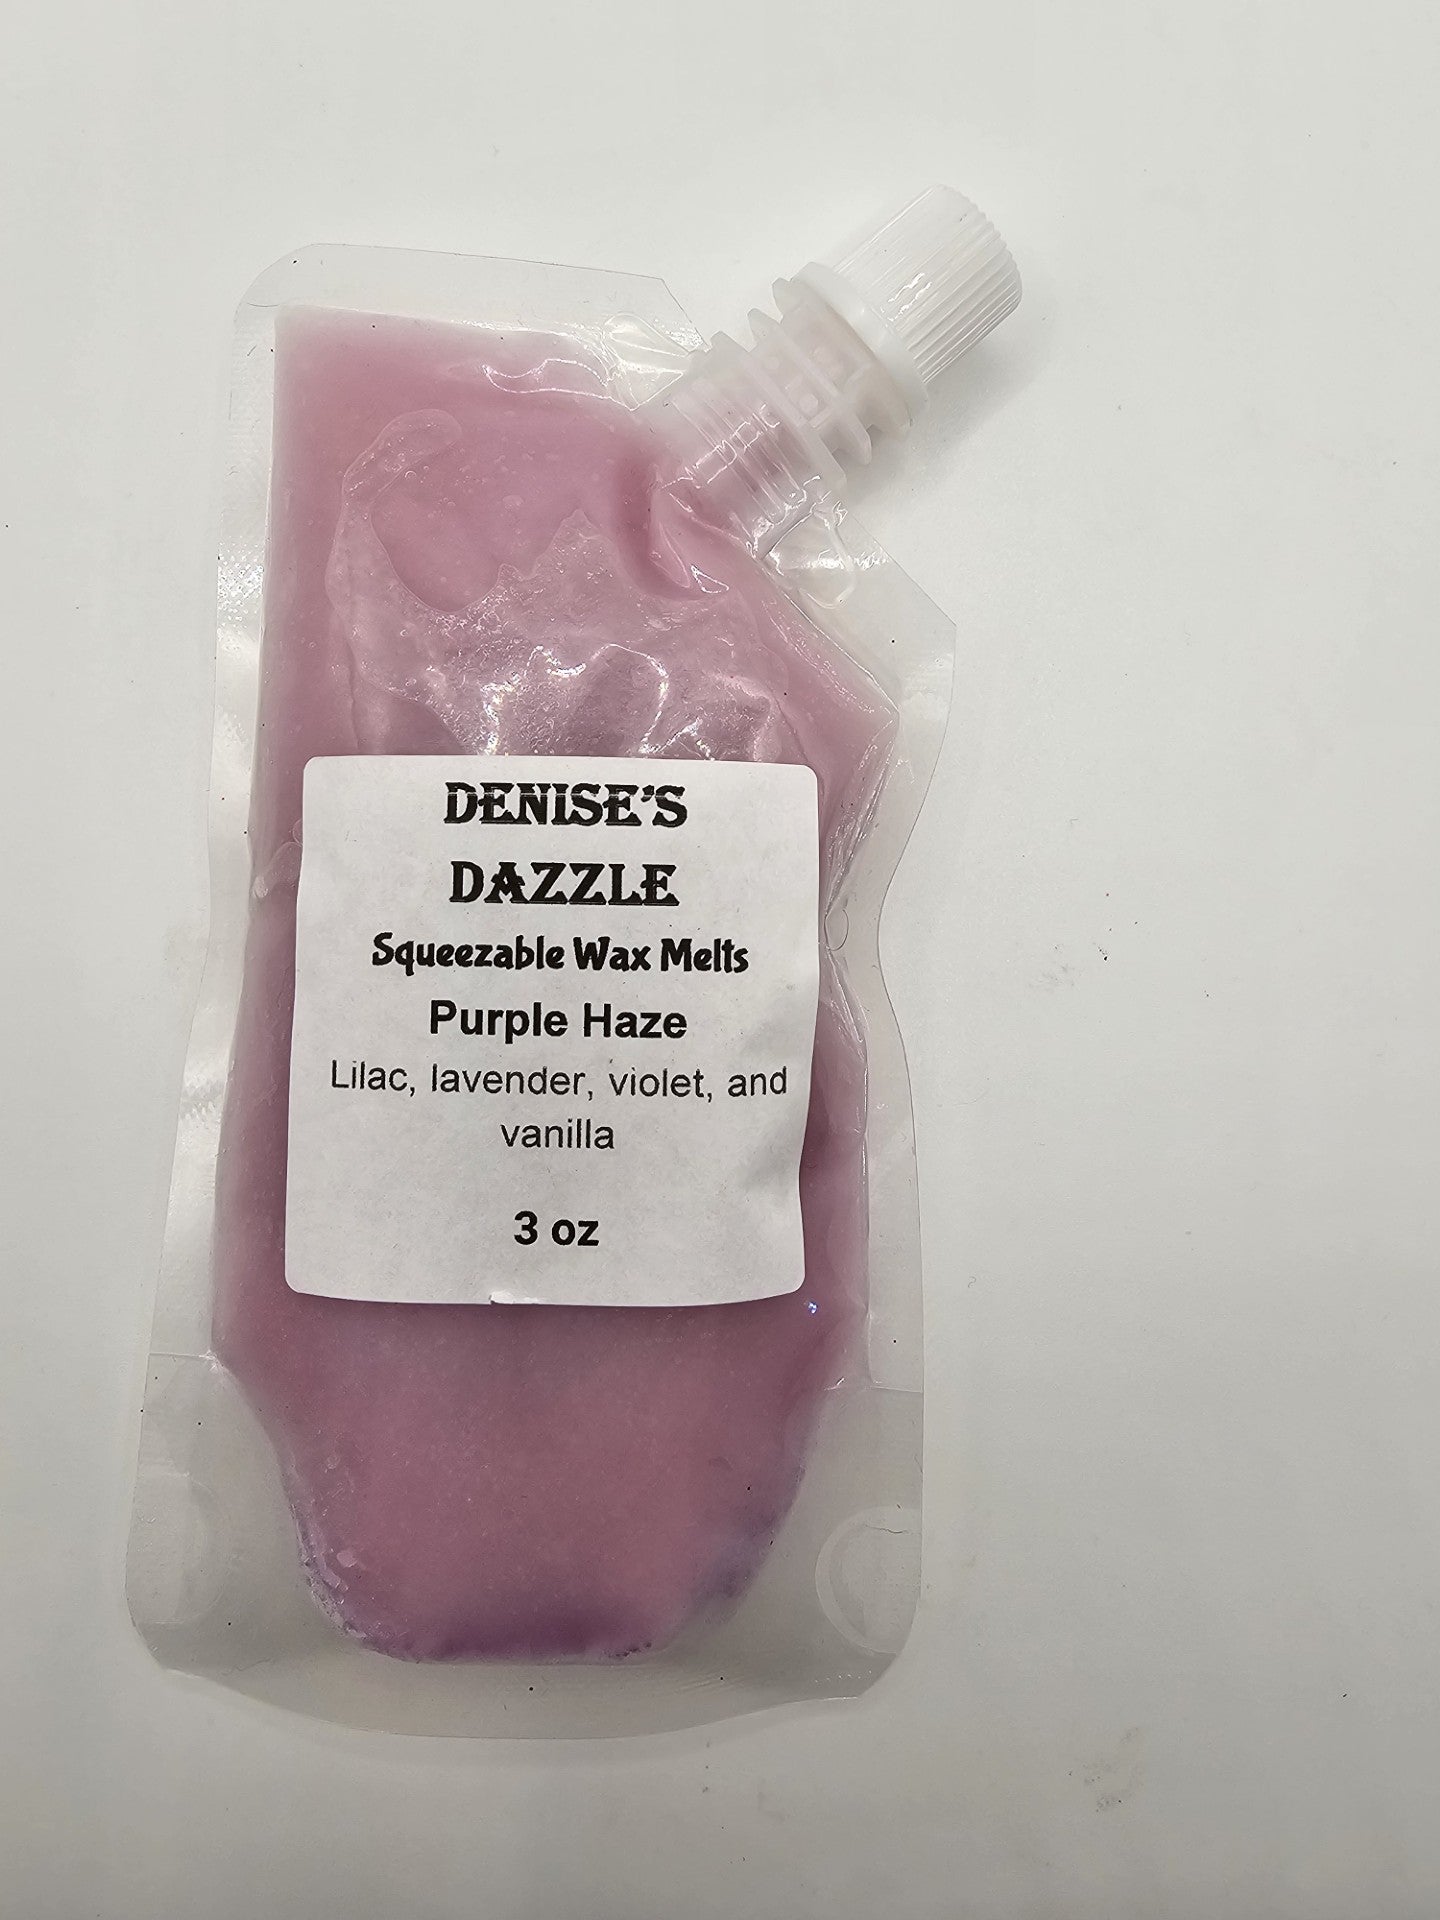 DENISE'S
DAZZLE
Squeezable Wax Melts
Purple Haze
Lilac, lavender, violet, and
vanilla
3 oz